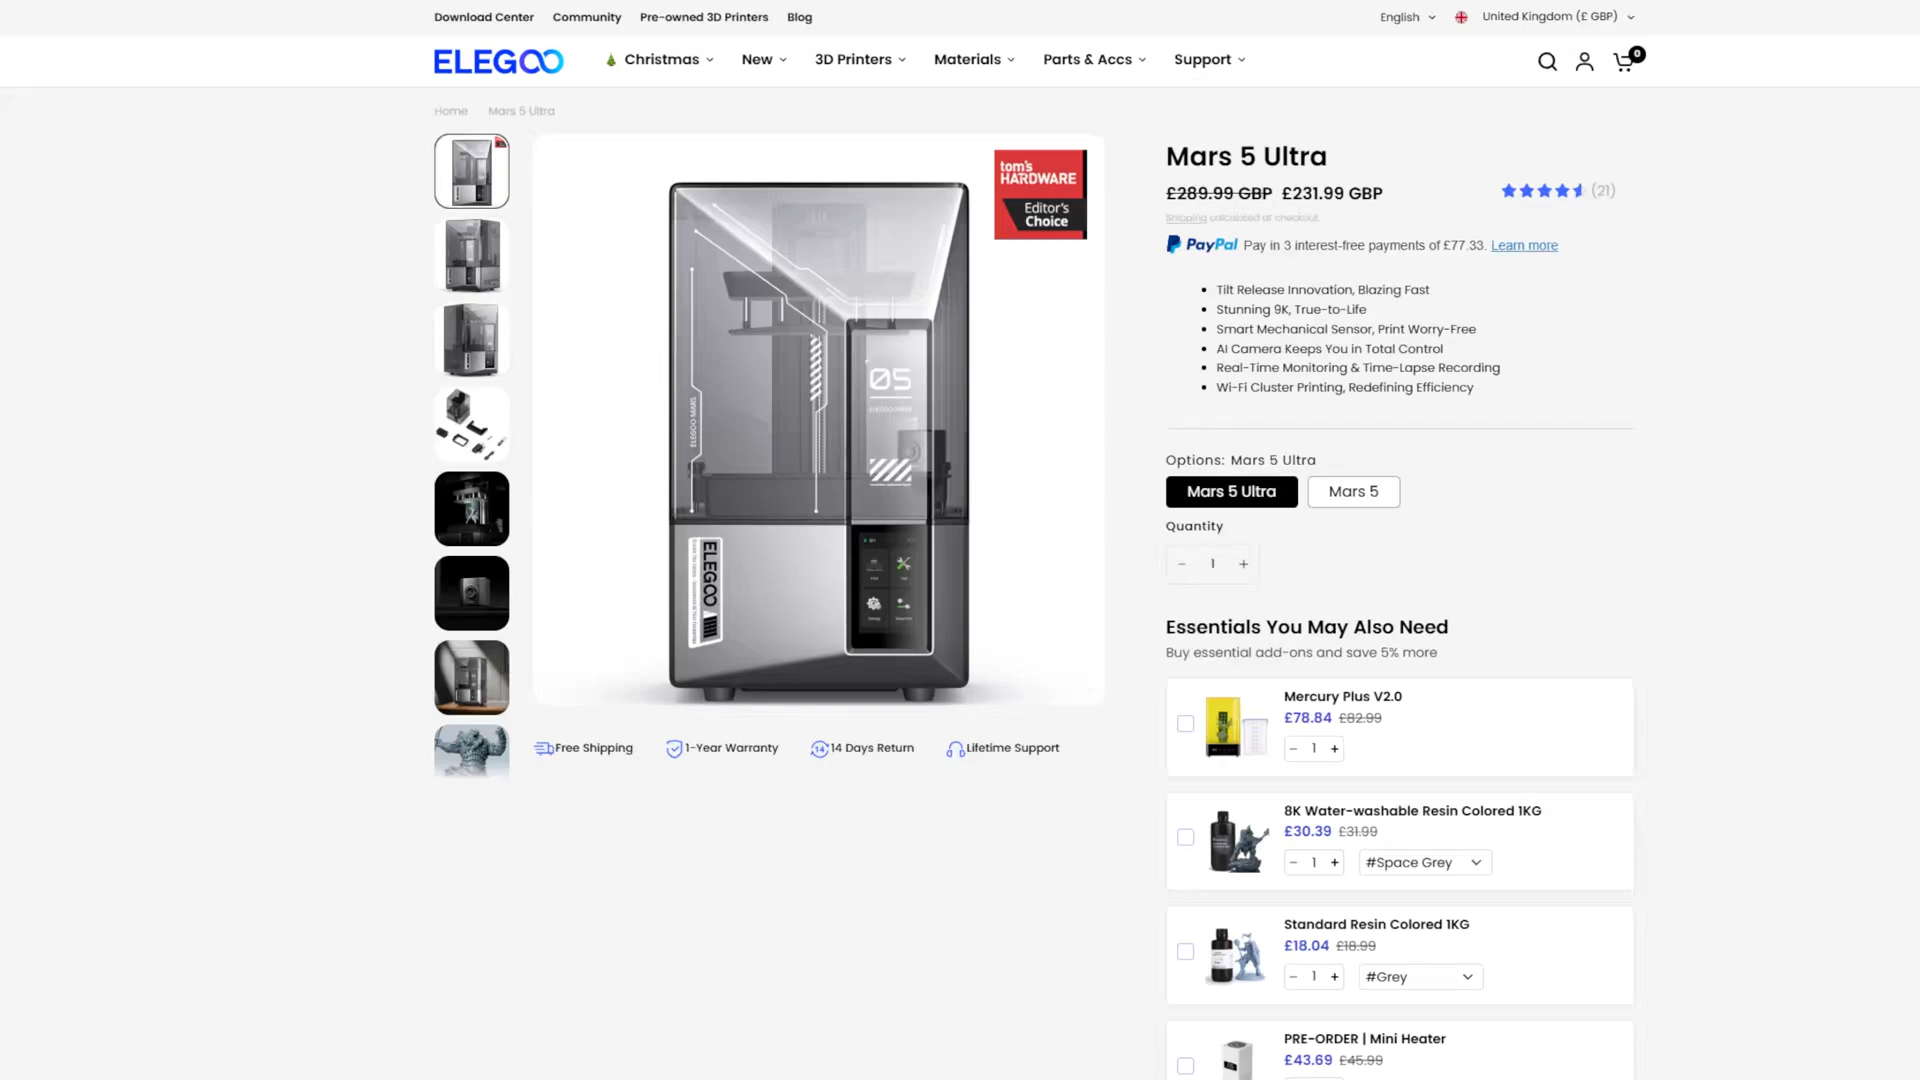 Download Center Community Pre-owned 3D Printers Blog
English United Kingdom (£ GBP)
ELEGOO
Christmas New 3D Printers Materials Parts & Accs Support
0
Home Mars 5 Ultra
tom's
HARDWARE
Editor's
Choice
05
ELEGOO MARS
ELEGOO
Free Shipping 1-Year Warranty 14 Days Return Lifetime Support
Mars 5 Ultra
£289.99 GBP £231.99 GBP (21)
Shipping calculated at checkout.
PayPal Pay in 3 interest-free payments of £77.33. Learn more
Tilt Release Innovation, Blazing Fast
Stunning 9K, True-to-Life
Smart Mechanical Sensor, Print Worry-Free
AI Camera Keeps You in Total Control
Real-Time Monitoring & Time-Lapse Recording
Wi-Fi Cluster Printing, Redefining Efficiency
Options: Mars 5 Ultra
Mars 5 Ultra Mars 5
Quantity
− 1 +
Essentials You May Also Need
Buy essential add-ons and save 5% more
Mercury Plus V2.0
£78.84 £82.99
− 1 +
8K Water-washable Resin Colored 1KG
£30.39 £31.99
− 1 + #Space Grey
Standard Resin Colored 1KG
£18.04 £18.99
− 1 + #Grey
PRE-ORDER | Mini Heater
£43.69 £45.99